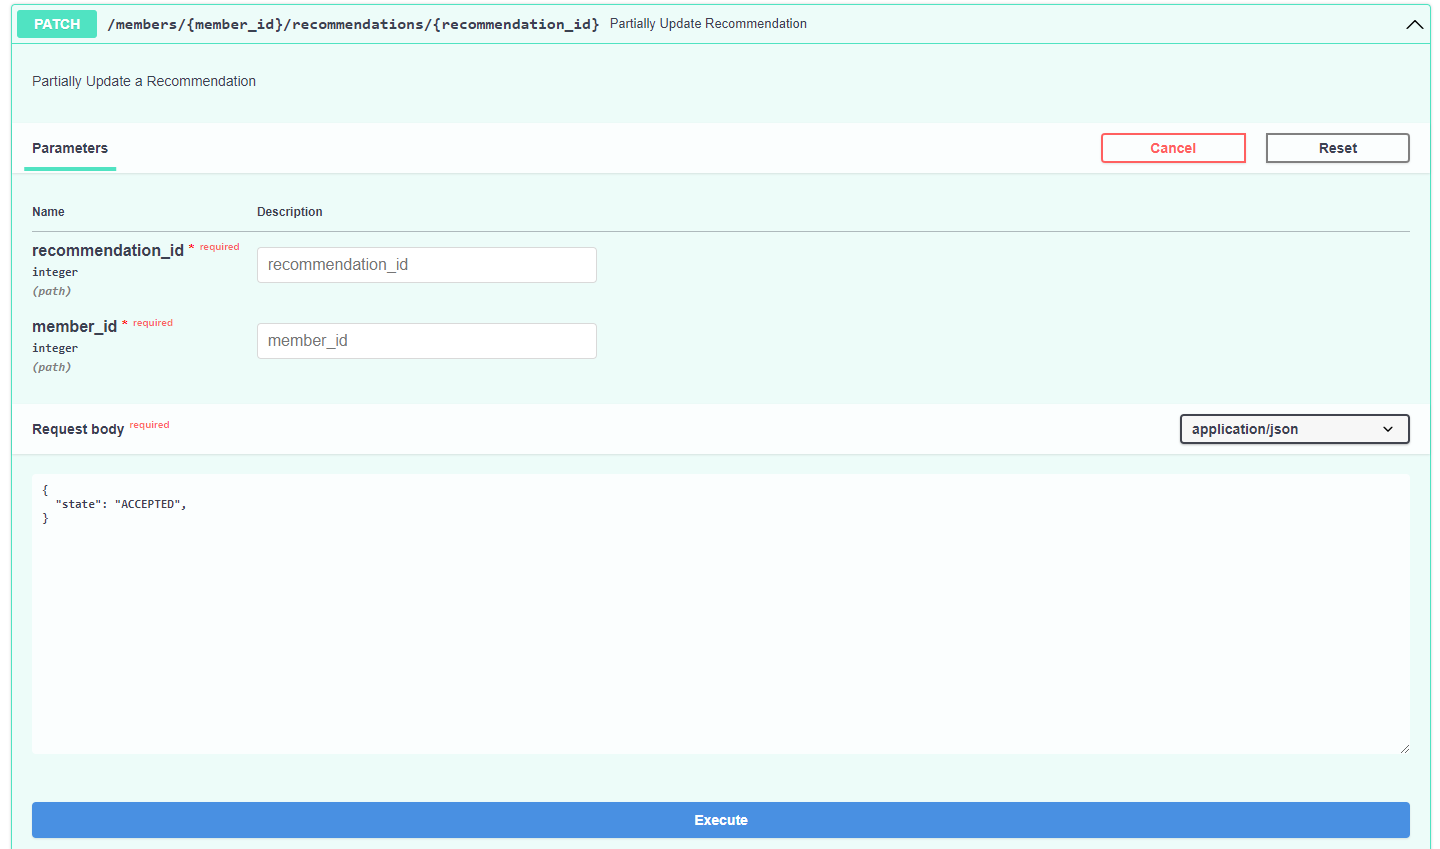 PATCH /members/{member_id}/recommendations/{recommendation_id} Partially Update Recommendation
Partially Update a Recommendation
Parameters Cancel Reset
Name Description
recommendation_id * required
integer
(path)
recommendation_id
member_id * required
integer
(path)
member_id
Request body required application/json
{
  "state": "ACCEPTED",
}
Execute